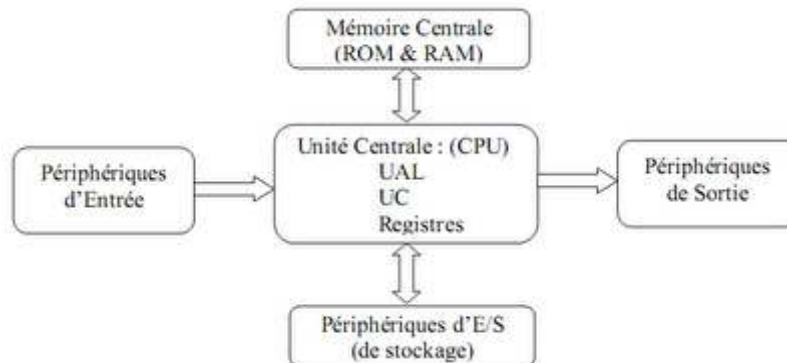 Mémoire Centrale
(ROM & RAM)
Périphériques
d'Entrée
Unité Centrale : (CPU)
UAL
UC
Registres
Périphériques
de Sortie
Périphériques d'E/S
(de stockage)